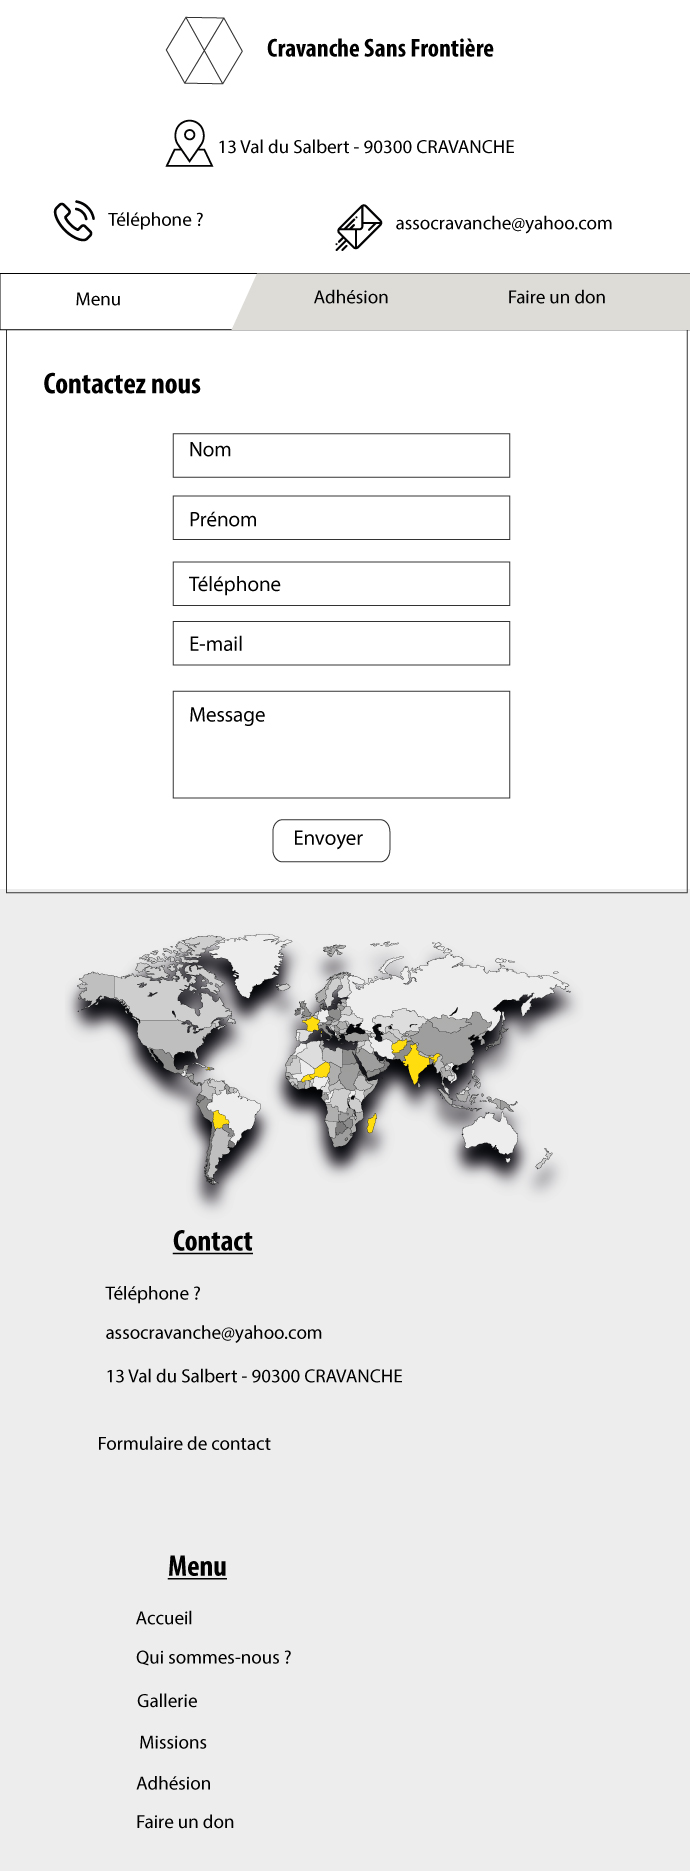 Cravanche Sans Frontière
13 Val du Salbert - 90300 CRAVANCHE
Téléphone ?
assocravanche@yahoo.com
Menu
Adhésion
Faire un don
Contactez nous
Nom
Prénom
Téléphone
E-mail
Message
Envoyer
Contact
Téléphone ?
assocravanche@yahoo.com
13 Val du Salbert - 90300 CRAVANCHE
Formulaire de contact
Menu
Accueil
Qui sommes-nous ?
Gallerie
Missions
Adhésion
Faire un don